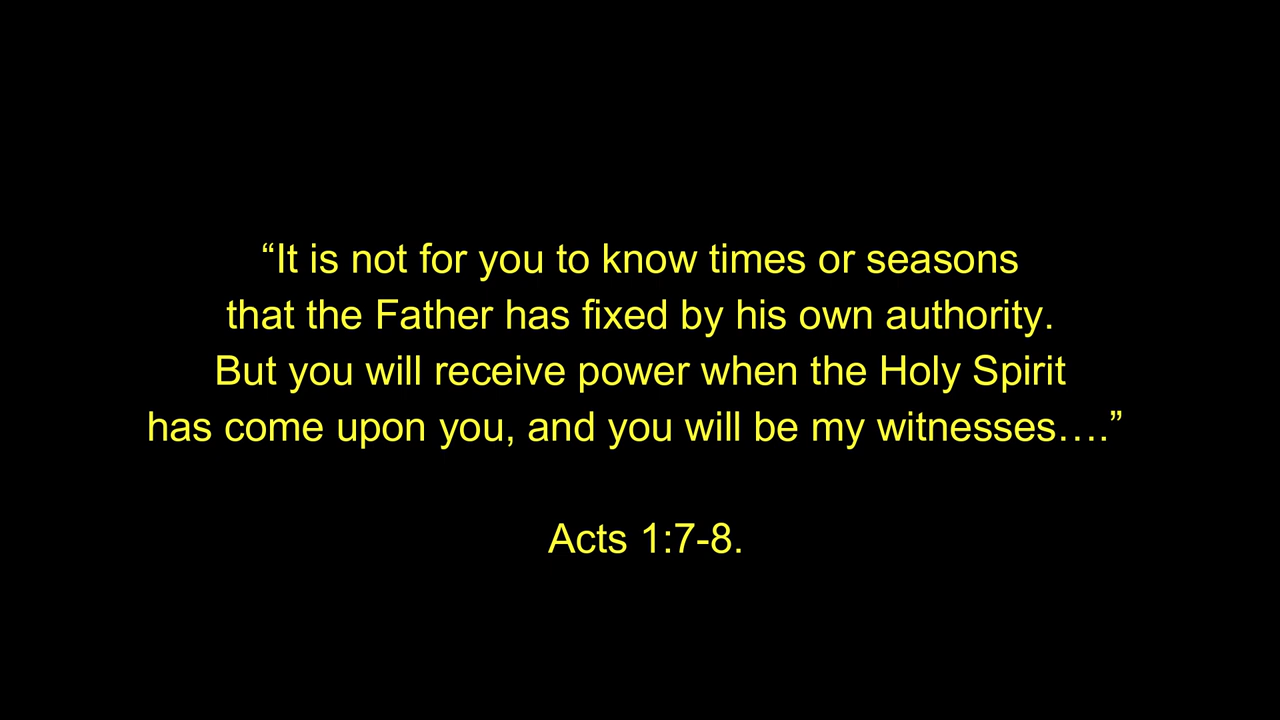 “It is not for you to know times or seasons
that the Father has fixed by his own authority.
But you will receive power when the Holy Spirit
has come upon you, and you will be my witnesses….”
Acts 1:7-8.